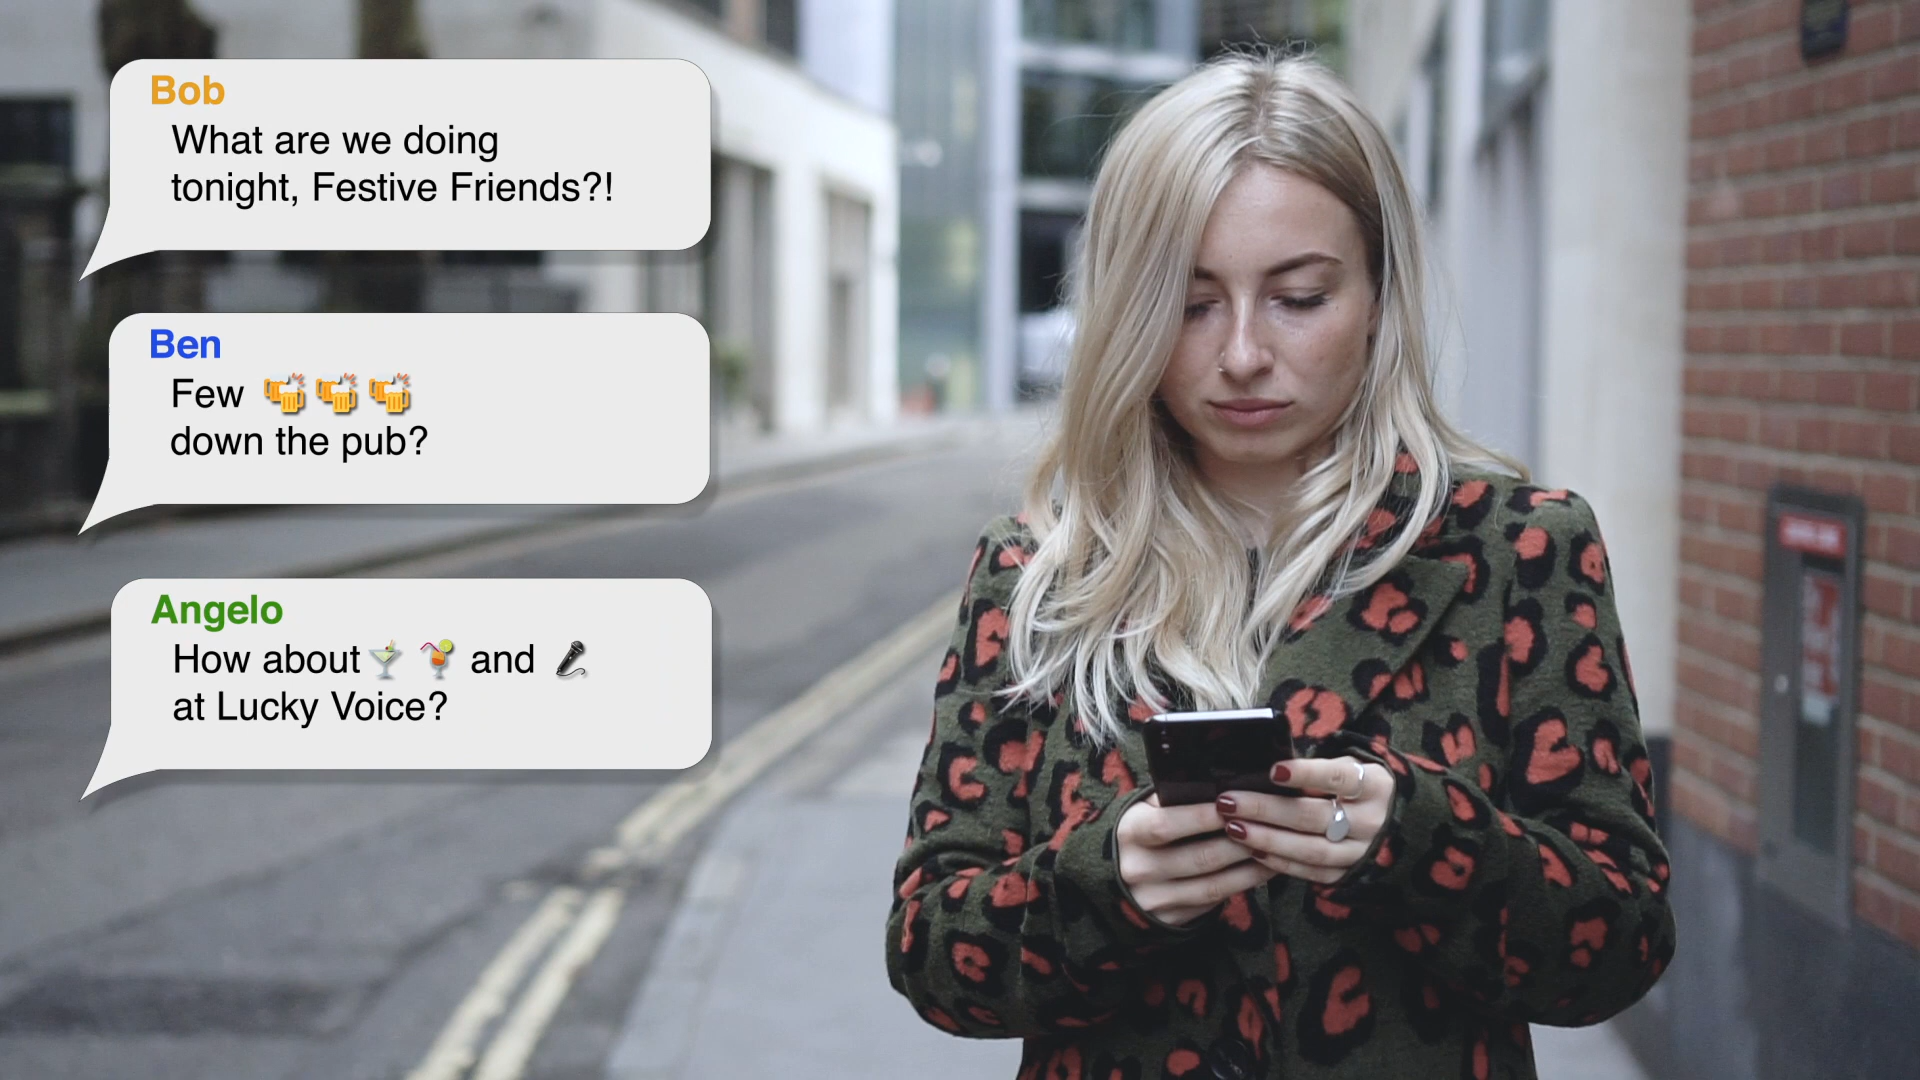 Bob
What are we doing
tonight, Festive Friends?!
Ben
Few 🍻🍻🍻
down the pub?
Angelo
How about🍸 🍹 and 🎤
at Lucky Voice?